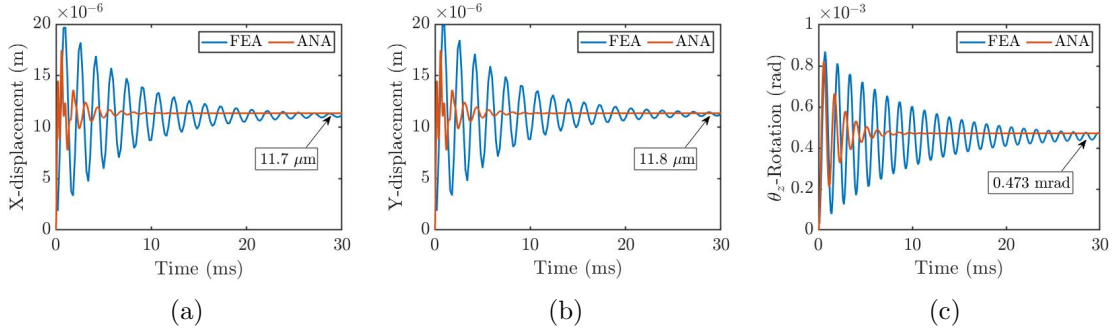 ×10⁻⁶
20
15
10
5
0
X-displacement (m)
FEA ANA
11.7 μm
0 10 20 30
Time (ms)
(a)
×10⁻⁶
20
15
10
5
0
Y-displacement (m)
FEA ANA
11.8 μm
0 10 20 30
Time (ms)
(b)
×10⁻³
1
0.8
0.6
0.4
0.2
0
θz-Rotation (rad)
FEA ANA
0.473 mrad
0 10 20 30
Time (ms)
(c)